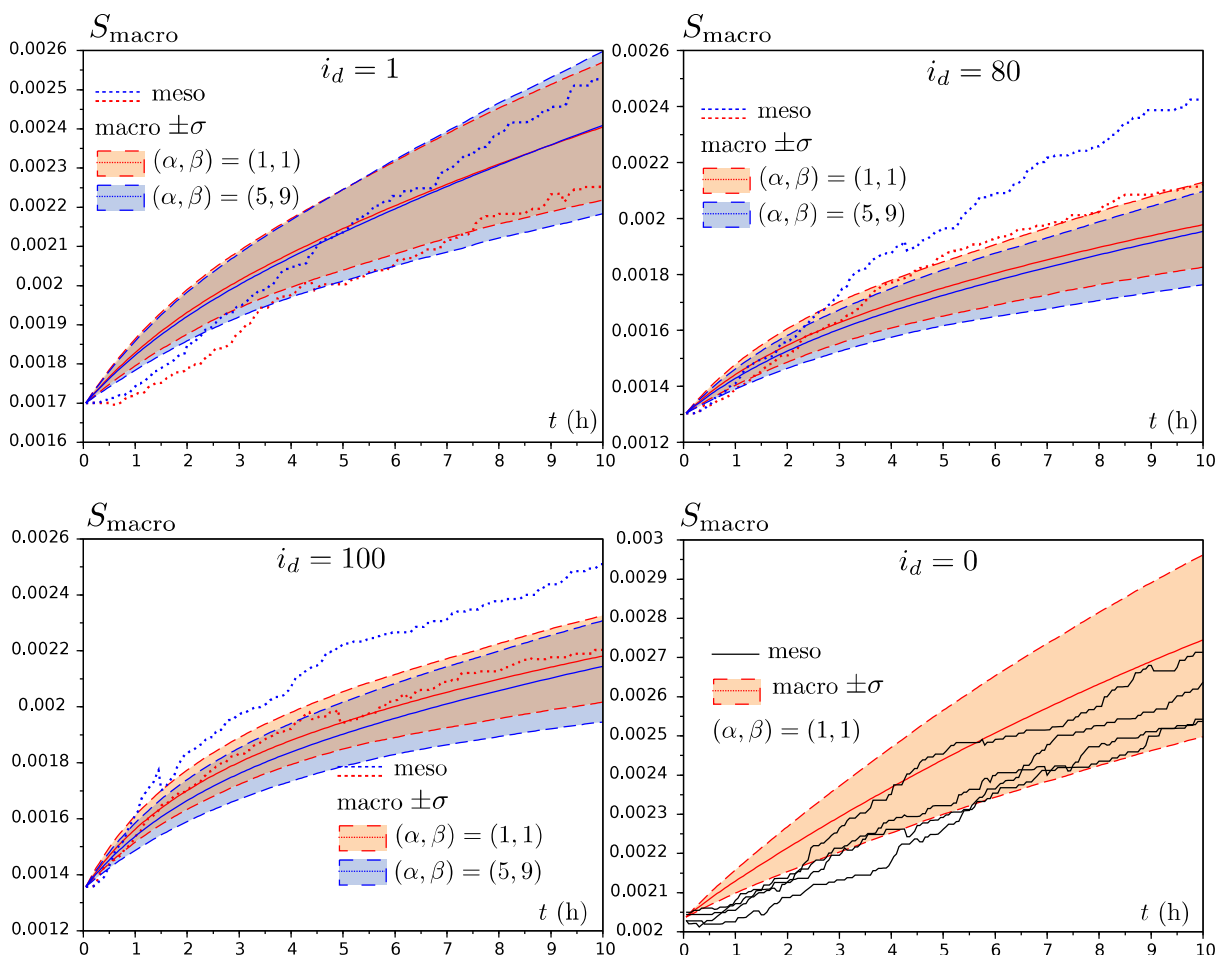 S_macro
i_d = 1
0.0026
0.0025
0.0024
0.0023
0.0022
0.0021
0.002
0.0019
0.0018
0.0017
0.0016
meso
macro ±σ
(α, β) = (1, 1)
(α, β) = (5, 9)
t (h)
0 1 2 3 4 5 6 7 8 9 10
S_macro
i_d = 80
0.0026
0.0024
0.0022
0.002
0.0018
0.0016
0.0014
0.0012
meso
macro ±σ
(α, β) = (1, 1)
(α, β) = (5, 9)
t (h)
0 1 2 3 4 5 6 7 8 9 10
S_macro
i_d = 100
0.0026
0.0024
0.0022
0.002
0.0018
0.0016
0.0014
0.0012
meso
macro ±σ
(α, β) = (1, 1)
(α, β) = (5, 9)
t (h)
0 1 2 3 4 5 6 7 8 9 10
S_macro
i_d = 0
0.003
0.0029
0.0028
0.0027
0.0026
0.0025
0.0024
0.0023
0.0022
0.0021
0.002
meso
macro ±σ
(α, β) = (1, 1)
t (h)
0 1 2 3 4 5 6 7 8 9 10